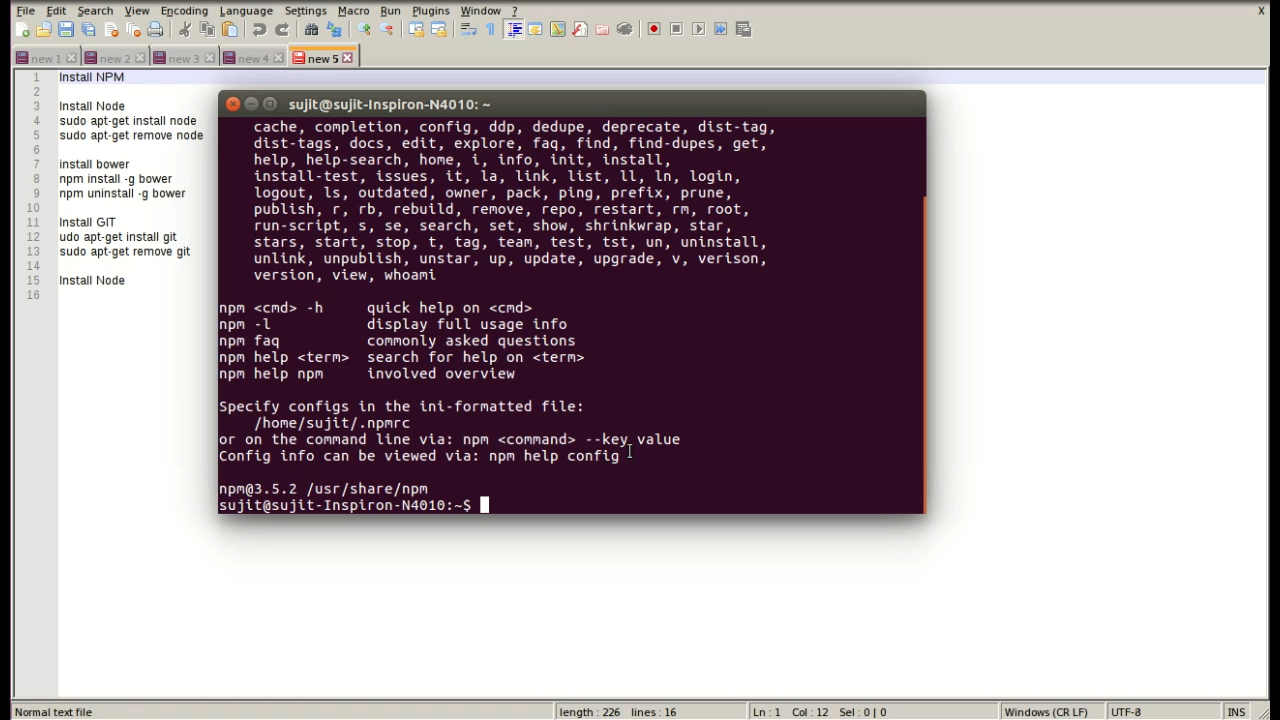 File Edit Search View Encoding Language Settings Macro Run Plugins Window ? X
new 1 new 2 new 3 new 4 new 5
1 Install NPM
2
3 Install Node
4 sudo apt-get install node
5 sudo apt-get remove node
6
7 install bower
8 npm install -g bower
9 npm uninstall -g bower
10
11 Install GIT
12 udo apt-get install git
13 sudo apt-get remove git
14
15 Install Node
16
sujit@sujit-Inspiron-N4010: ~
cache, completion, config, ddp, dedupe, deprecate, dist-tag,
dist-tags, docs, edit, explore, faq, find, find-dupes, get,
help, help-search, home, i, info, init, install,
install-test, issues, it, la, link, list, ll, ln, login,
logout, ls, outdated, owner, pack, ping, prefix, prune,
publish, r, rb, rebuild, remove, repo, restart, rm, root,
run-script, s, se, search, set, show, shrinkwrap, star,
stars, start, stop, t, tag, team, test, tst, un, uninstall,
unlink, unpublish, unstar, up, update, upgrade, v, verison,
version, view, whoami
npm <cmd> -h quick help on <cmd>
npm -l display full usage info
npm faq commonly asked questions
npm help <term> search for help on <term>
npm help npm involved overview
Specify configs in the ini-formatted file:
/home/sujit/.npmrc
or on the command line via: npm <command> --key value
Config info can be viewed via: npm help config
npm@3.5.2 /usr/share/npm
sujit@sujit-Inspiron-N4010:~$
Normal text file length : 226 lines : 16 Ln : 1 Col : 12 Sel : 0 | 0 Windows (CR LF) UTF-8 INS